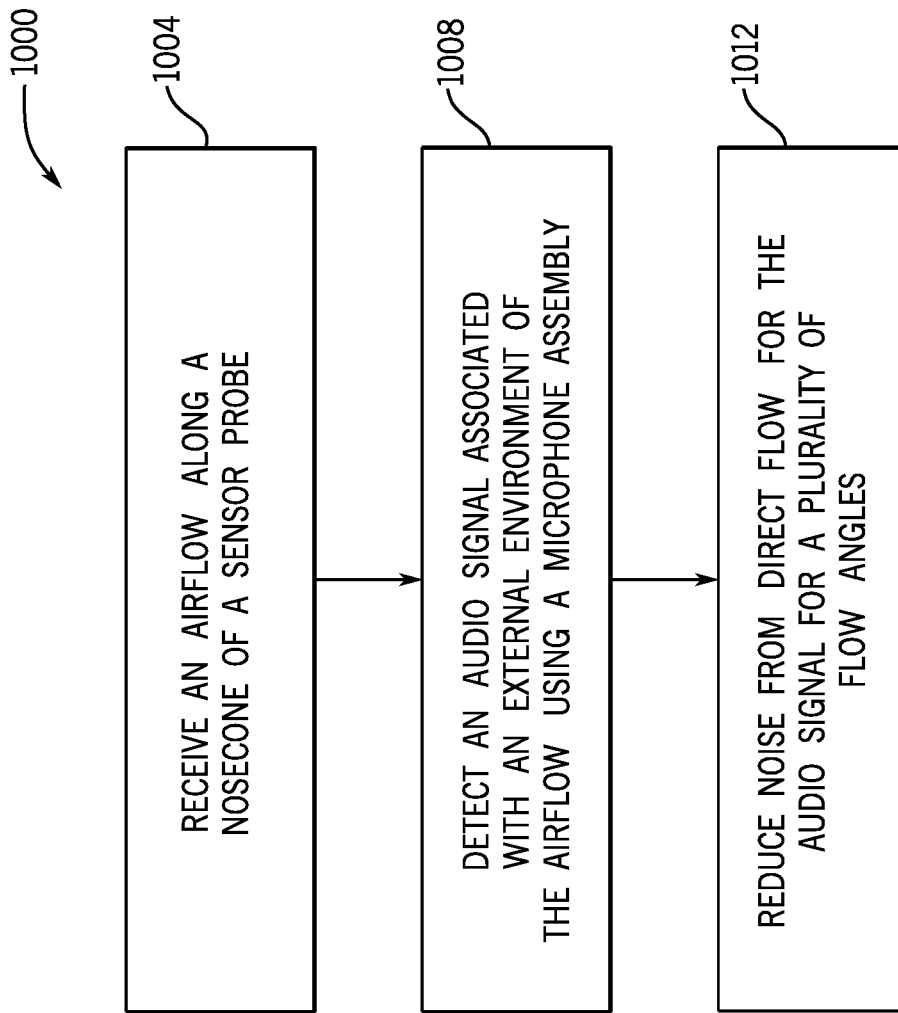 1000
1004
RECEIVE AN AIRFLOW ALONG A
NOSECONE OF A SENSOR PROBE
1008
DETECT AN AUDIO SIGNAL ASSOCIATED
WITH AN EXTERNAL ENVIRONMENT OF
THE AIRFLOW USING A MICROPHONE ASSEMBLY
1012
REDUCE NOISE FROM DIRECT FLOW FOR THE
AUDIO SIGNAL FOR A PLURALITY OF
FLOW ANGLES